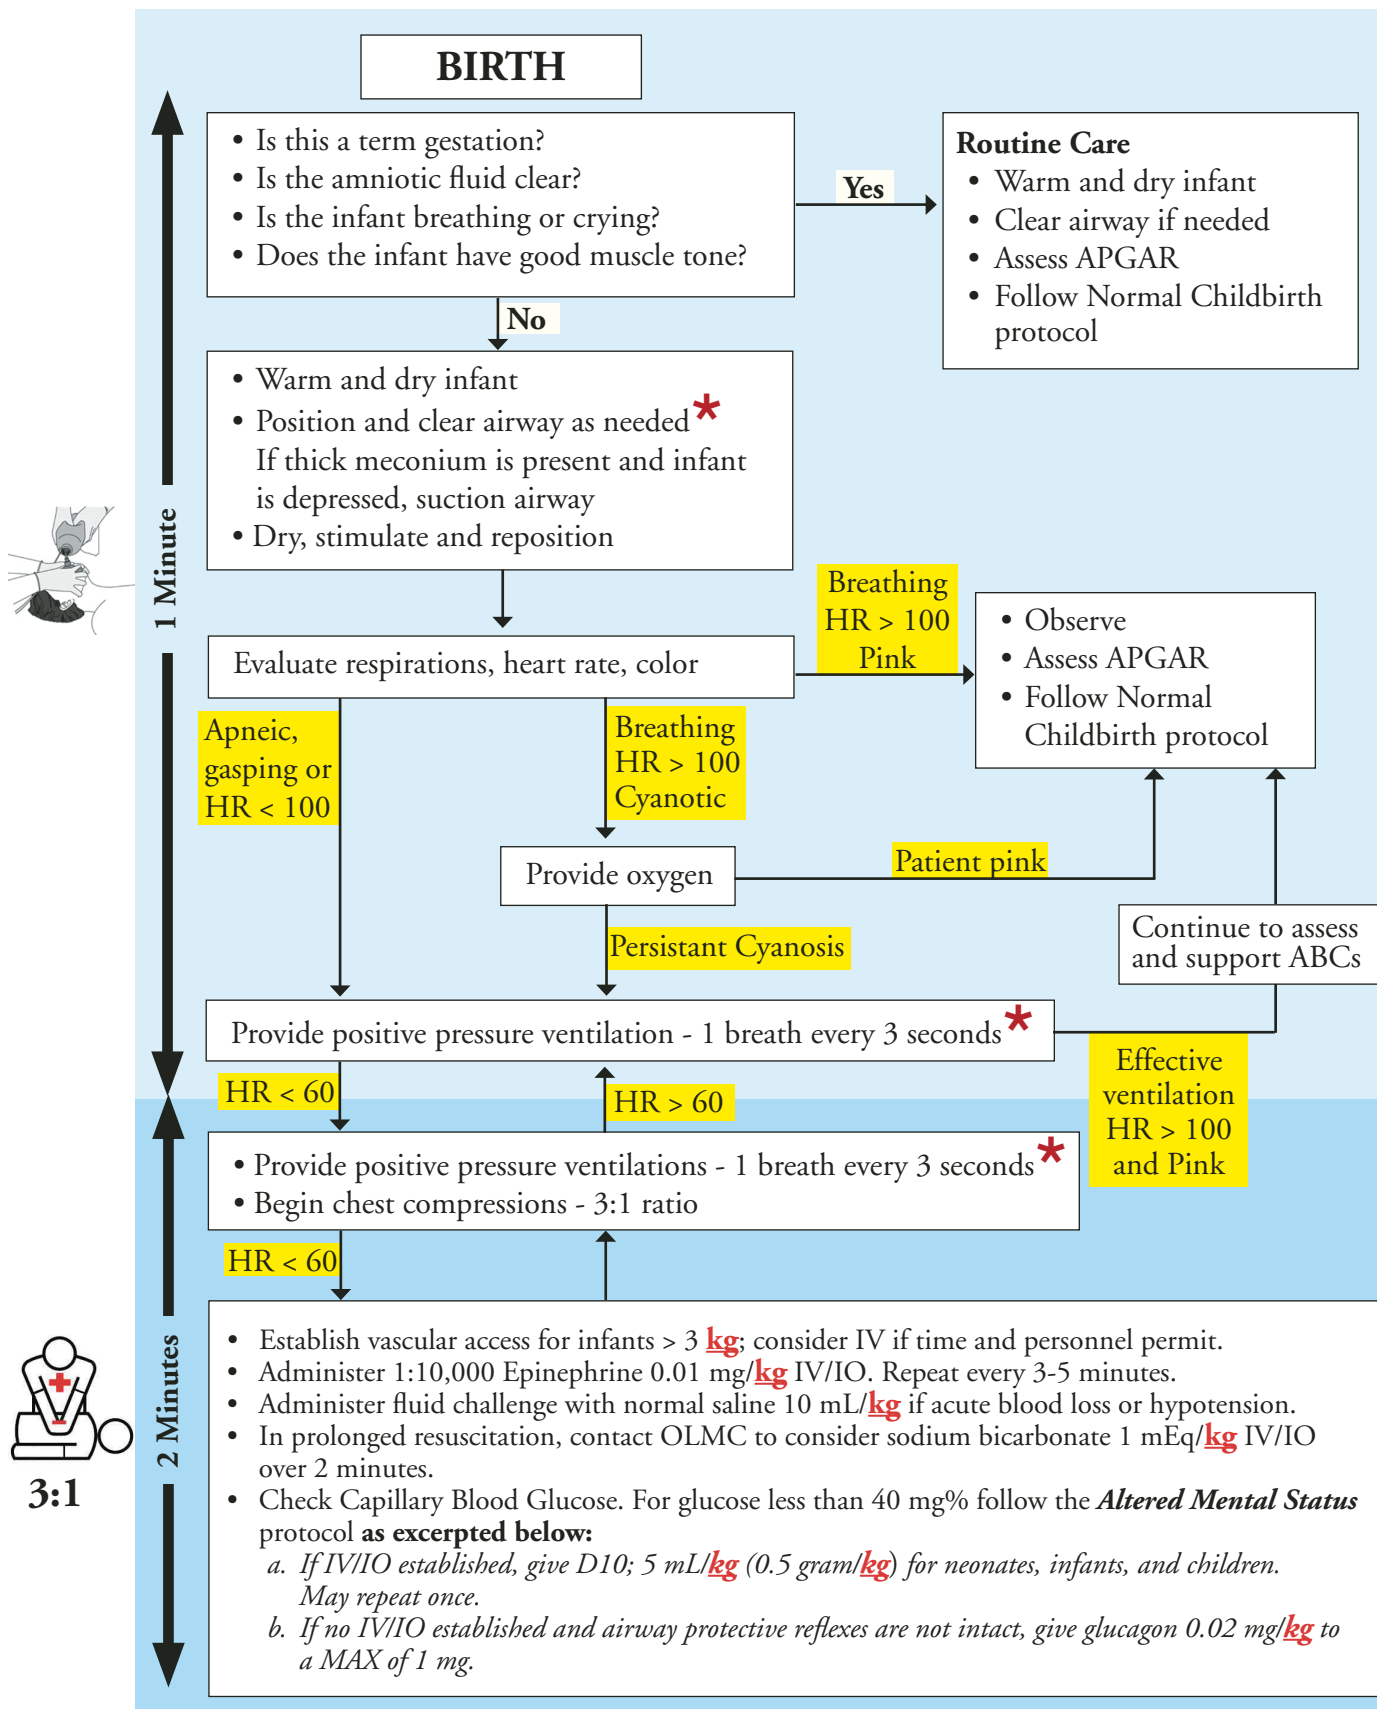 BIRTH
• Is this a term gestation?
• Is the amniotic fluid clear?
• Is the infant breathing or crying?
• Does the infant have good muscle tone?
Yes
Routine Care
• Warm and dry infant
• Clear airway if needed
• Assess APGAR
• Follow Normal Childbirth
protocol
No
• Warm and dry infant
• Position and clear airway as needed*
If thick meconium is present and infant
is depressed, suction airway
• Dry, stimulate and reposition
1 Minute
Evaluate respirations, heart rate, color
Breathing
HR > 100
Pink
• Observe
• Assess APGAR
• Follow Normal
Childbirth protocol
Apneic,
gasping or
HR < 100
Breathing
HR > 100
Cyanotic
Provide oxygen
Patient pink
Persistant Cyanosis
Continue to assess
and support ABCs
Provide positive pressure ventilation - 1 breath every 3 seconds*
HR < 60
HR > 60
Effective
ventilation
HR > 100
and Pink
• Provide positive pressure ventilations - 1 breath every 3 seconds*
• Begin chest compressions - 3:1 ratio
HR < 60
2 Minutes
3:1
• Establish vascular access for infants > 3 kg; consider IV if time and personnel permit.
• Administer 1:10,000 Epinephrine 0.01 mg/kg IV/IO. Repeat every 3-5 minutes.
• Administer fluid challenge with normal saline 10 mL/kg if acute blood loss or hypotension.
• In prolonged resuscitation, contact OLMC to consider sodium bicarbonate 1 mEq/kg IV/IO
over 2 minutes.
• Check Capillary Blood Glucose. For glucose less than 40 mg% follow the Altered Mental Status
protocol as excerpted below:
a. If IV/IO established, give D10; 5 mL/kg (0.5 gram/kg) for neonates, infants, and children.
May repeat once.
b. If no IV/IO established and airway protective reflexes are not intact, give glucagon 0.02 mg/kg to
a MAX of 1 mg.